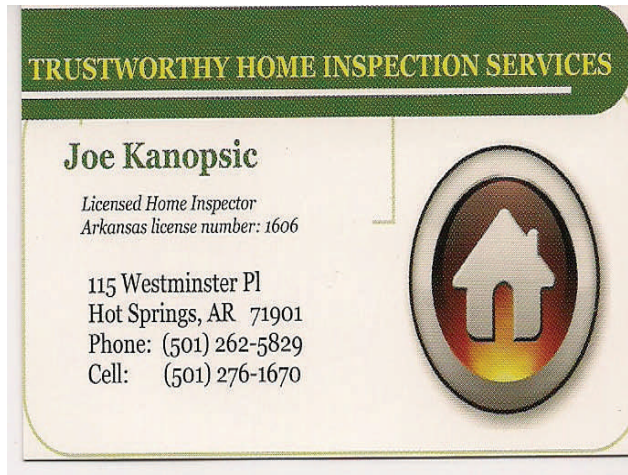 TRUSTWORTHY HOME INSPECTION SERVICES
Joe Kanopsic
Licensed Home Inspector
Arkansas license number: 1606
115 Westminster Pl
Hot Springs, AR 71901
Phone: (501) 262-5829
Cell: (501) 276-1670